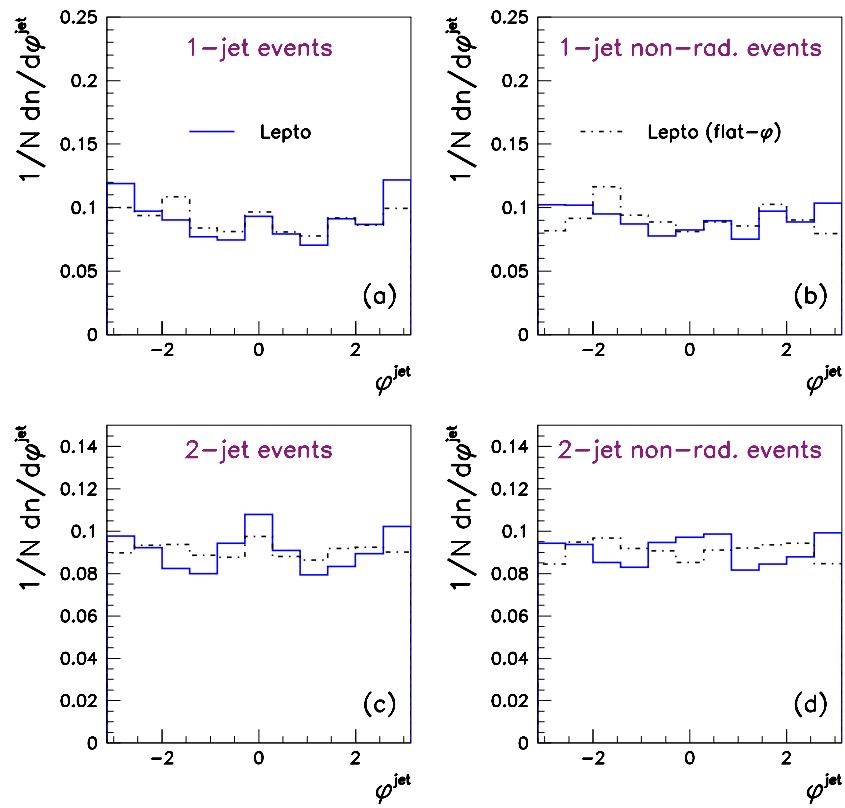 1/N dn/dφ^jet
0.25
0.2
0.15
0.1
0.05
0
1-jet events
Lepto
(a)
-2
0
2
φ^jet
1/N dn/dφ^jet
0.25
0.2
0.15
0.1
0.05
0
1-jet non-rad. events
Lepto (flat-φ)
(b)
-2
0
2
φ^jet
1/N dn/dφ^jet
0.14
0.12
0.1
0.08
0.06
0.04
0.02
0
2-jet events
(c)
-2
0
2
φ^jet
1/N dn/dφ^jet
0.14
0.12
0.1
0.08
0.06
0.04
0.02
0
2-jet non-rad. events
(d)
-2
0
2
φ^jet